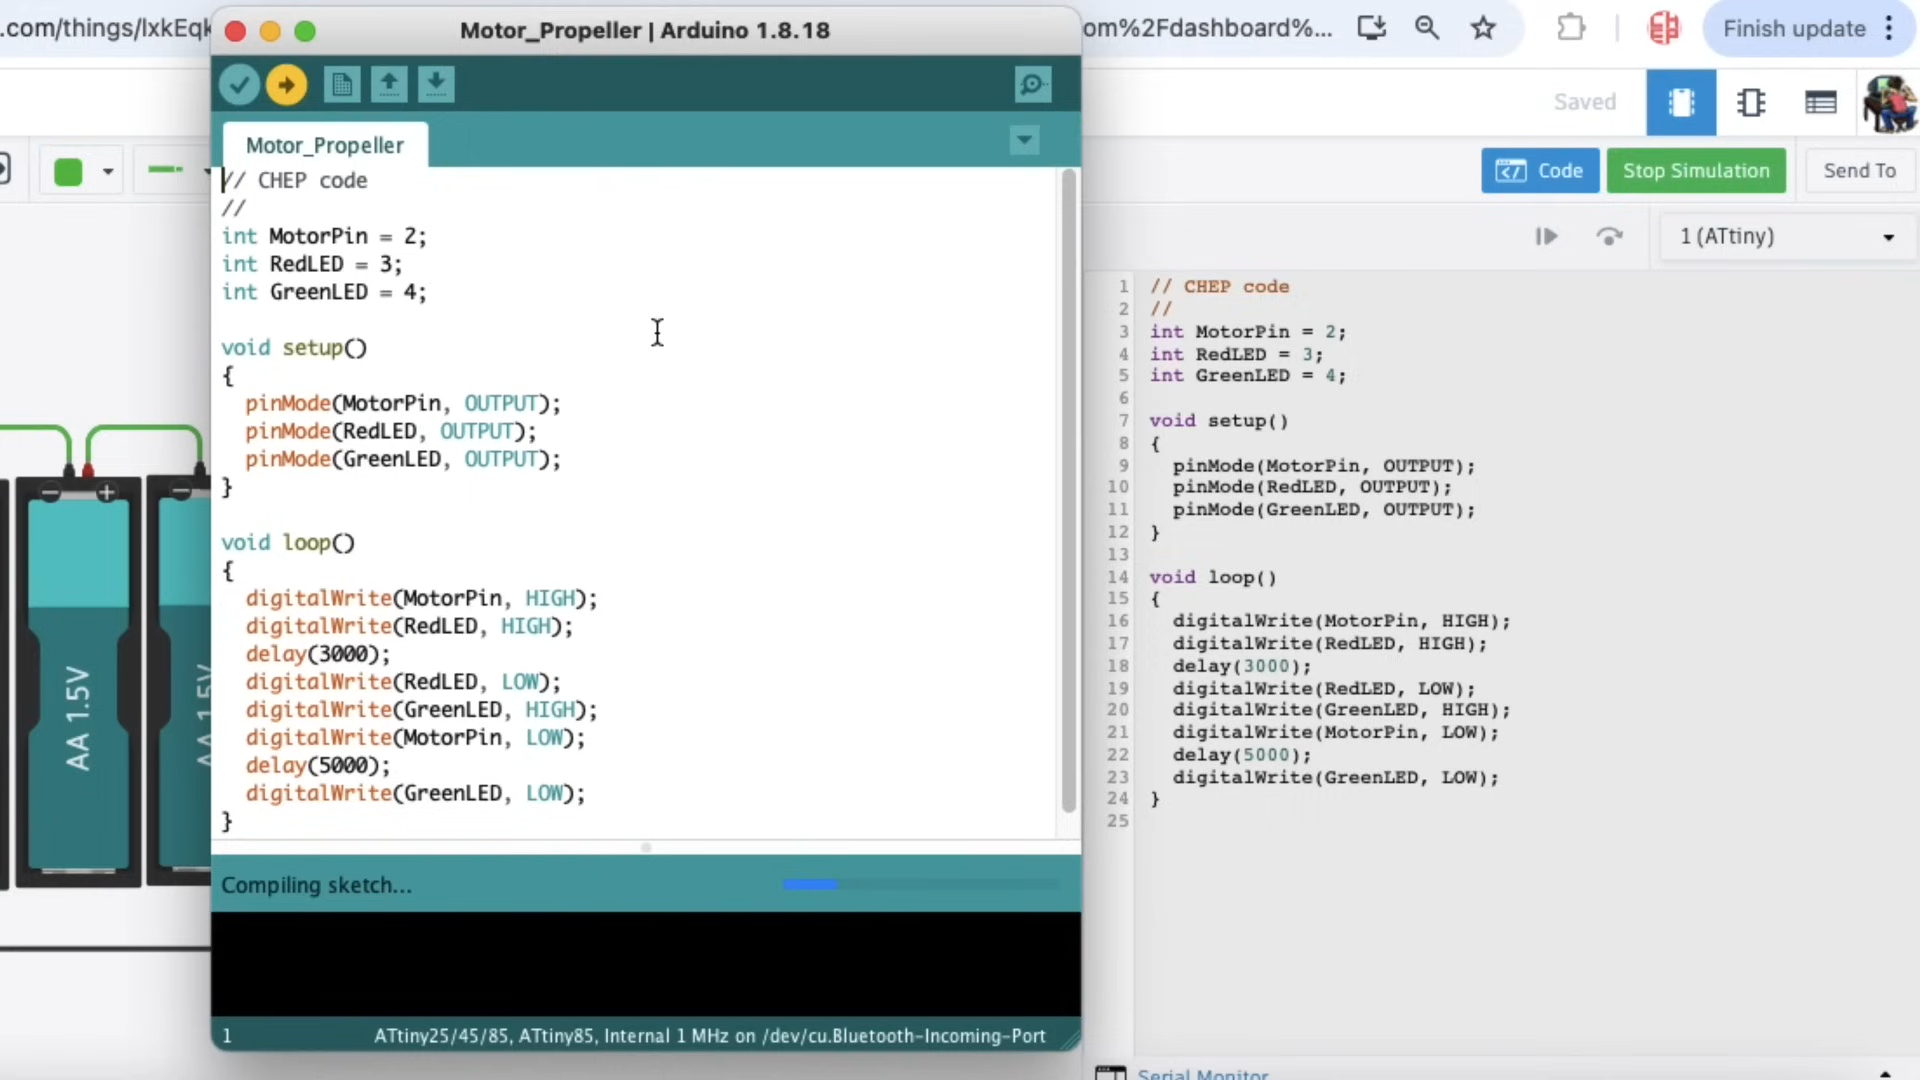 .com/things/lxkEqk
Motor_Propeller | Arduino 1.8.18
om%2Fdashboard%...
Finish update
Saved
Motor_Propeller
Code
Stop Simulation
Send To
1 (ATtiny)
// CHEP code
//
int MotorPin = 2;
int RedLED = 3;
int GreenLED = 4;
void setup()
{
pinMode(MotorPin, OUTPUT);
pinMode(RedLED, OUTPUT);
pinMode(GreenLED, OUTPUT);
}
void loop()
{
digitalWrite(MotorPin, HIGH);
digitalWrite(RedLED, HIGH);
delay(3000);
digitalWrite(RedLED, LOW);
digitalWrite(GreenLED, HIGH);
digitalWrite(MotorPin, LOW);
delay(5000);
digitalWrite(GreenLED, LOW);
}
Compiling sketch...
1 ATtiny25/45/85, ATtiny85, Internal 1 MHz on /dev/cu.Bluetooth-Incoming-Port
AA 1.5V
AA 1.5V
1 // CHEP code
2 //
3 int MotorPin = 2;
4 int RedLED = 3;
5 int GreenLED = 4;
6
7 void setup()
8 {
9 pinMode(MotorPin, OUTPUT);
10 pinMode(RedLED, OUTPUT);
11 pinMode(GreenLED, OUTPUT);
12 }
13
14 void loop()
15 {
16 digitalWrite(MotorPin, HIGH);
17 digitalWrite(RedLED, HIGH);
18 delay(3000);
19 digitalWrite(RedLED, LOW);
20 digitalWrite(GreenLED, HIGH);
21 digitalWrite(MotorPin, LOW);
22 delay(5000);
23 digitalWrite(GreenLED, LOW);
24 }
25
Serial Monitor